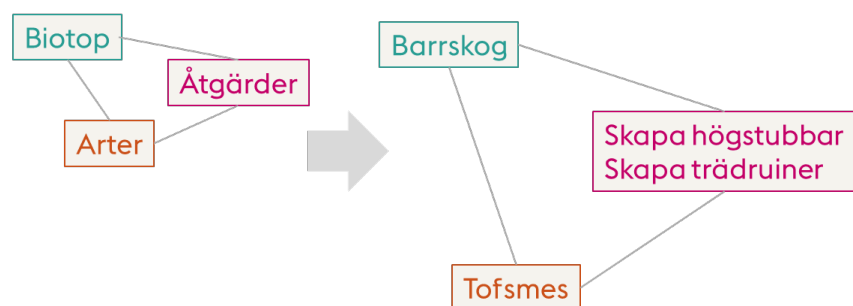 Biotop
Åtgärder
Arter
Barrskog
Skapa högstubbar
Skapa trädruiner
Tofsmes